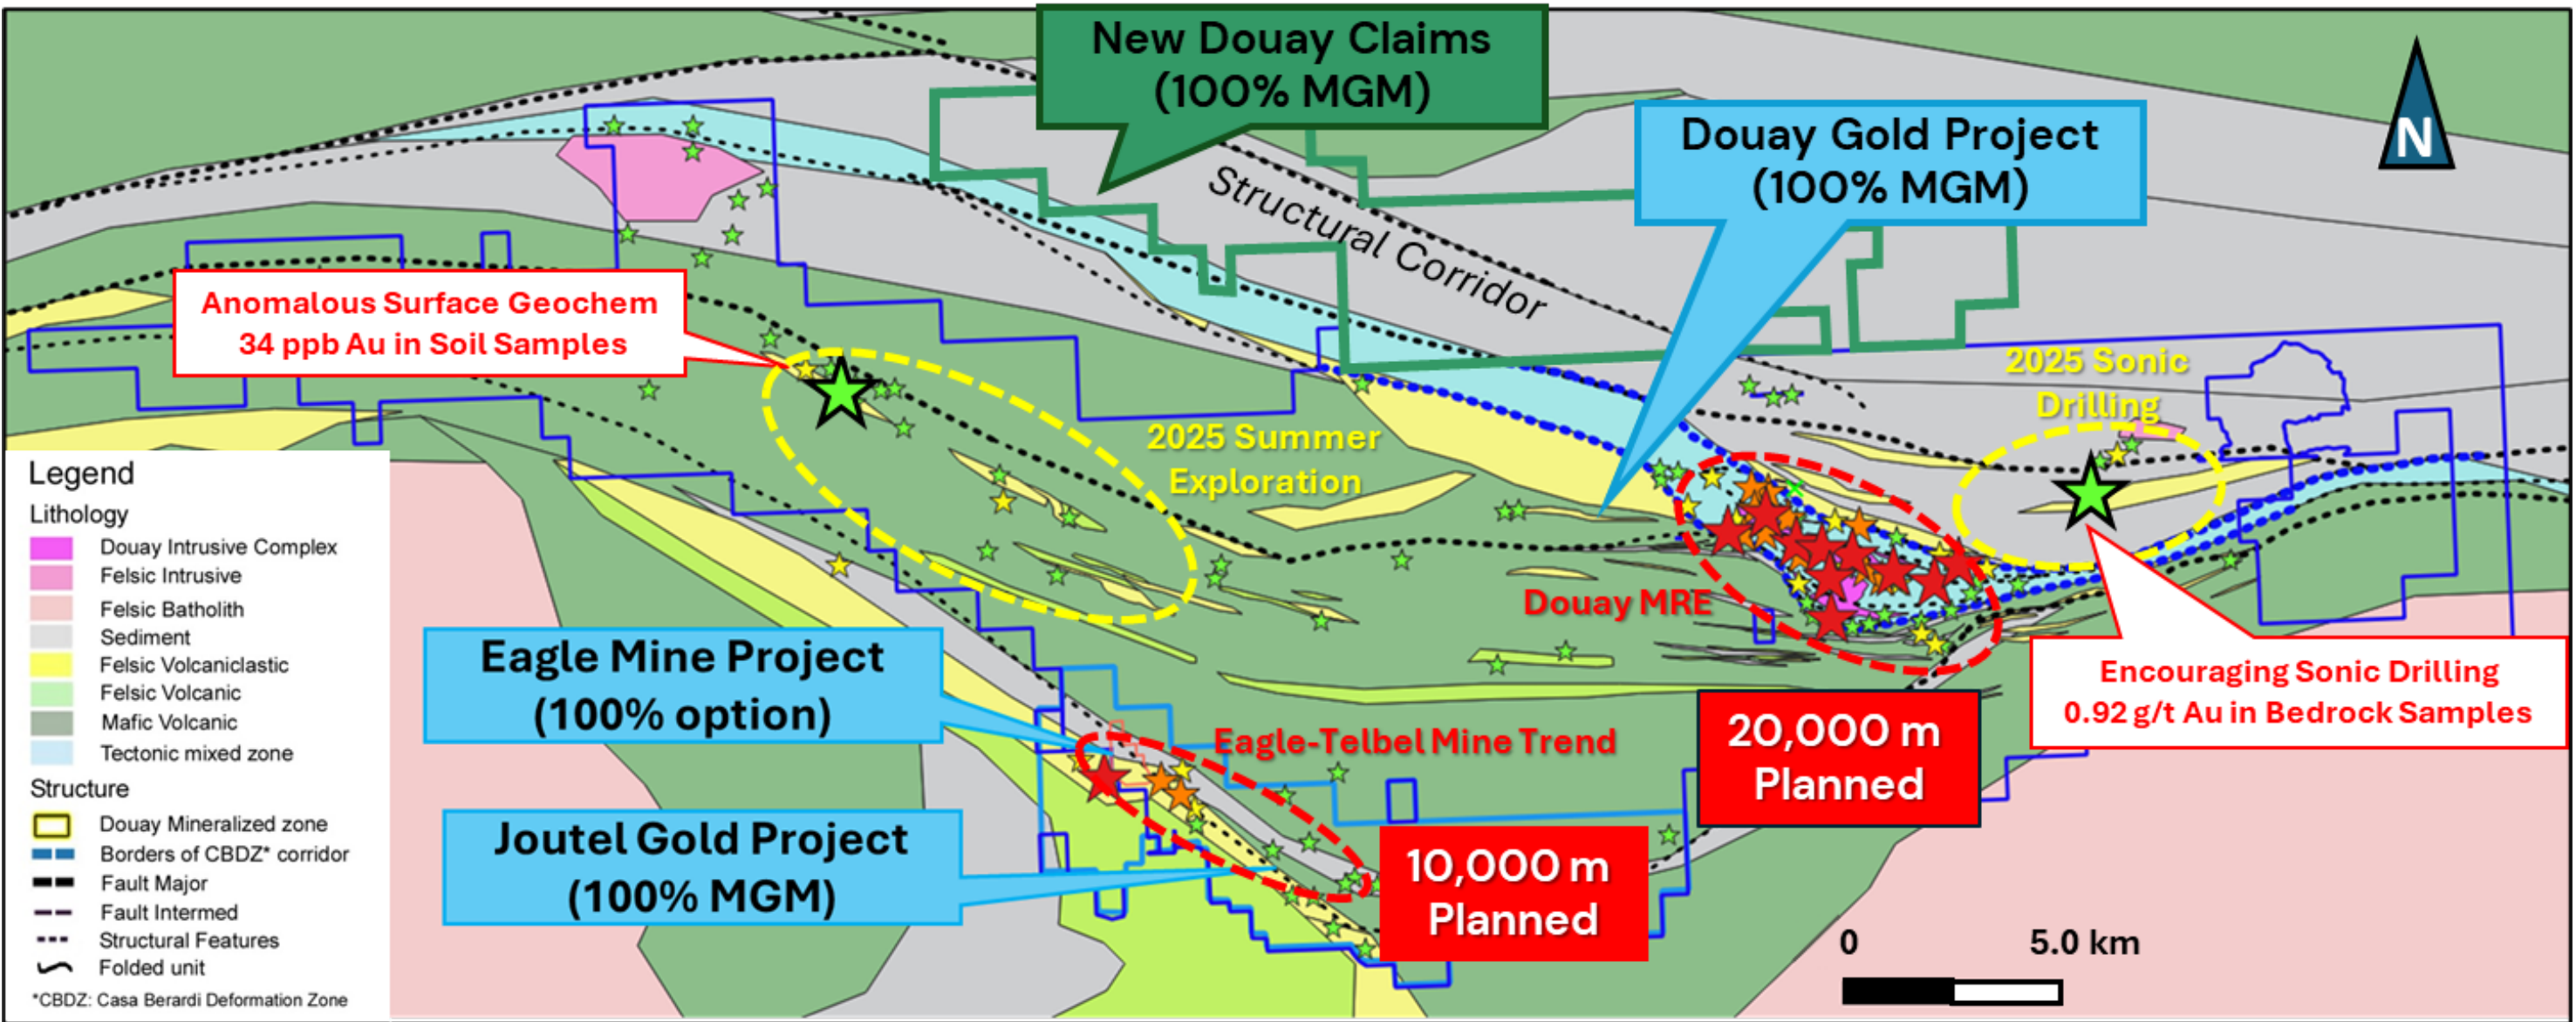 New Douay Claims
(100% MGM)
Douay Gold Project
(100% MGM)
N
Structural Corridor
Anomalous Surface Geochem
34 ppb Au in Soil Samples
2025 Sonic
Drilling
2025 Summer
Exploration
Douay MRE
Eagle Mine Project
(100% option)
Encouraging Sonic Drilling
0.92 g/t Au in Bedrock Samples
20,000 m
Planned
Eagle-Telbel Mine Trend
Joutel Gold Project
(100% MGM)
10,000 m
Planned
0 5.0 km
Legend
Lithology
Douay Intrusive Complex
Felsic Intrusive
Felsic Batholith
Sediment
Felsic Volcaniclastic
Felsic Volcanic
Mafic Volcanic
Tectonic mixed zone
Structure
Douay Mineralized zone
Borders of CBDZ* corridor
Fault Major
Fault Intermed
Structural Features
Folded unit
*CBDZ: Casa Berardi Deformation Zone